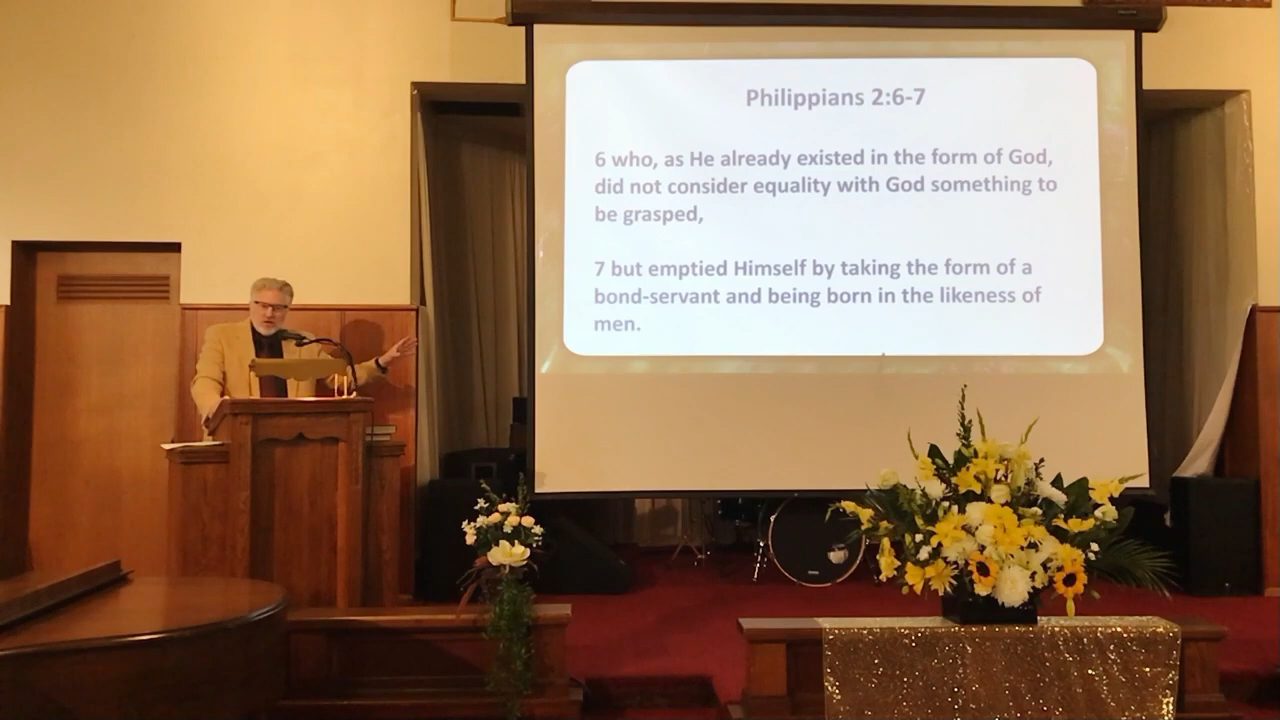 Philippians 2:6-7
6 who, as He already existed in the form of God,
did not consider equality with God something to
be grasped,
7 but emptied Himself by taking the form of a
bond-servant and being born in the likeness of
men.